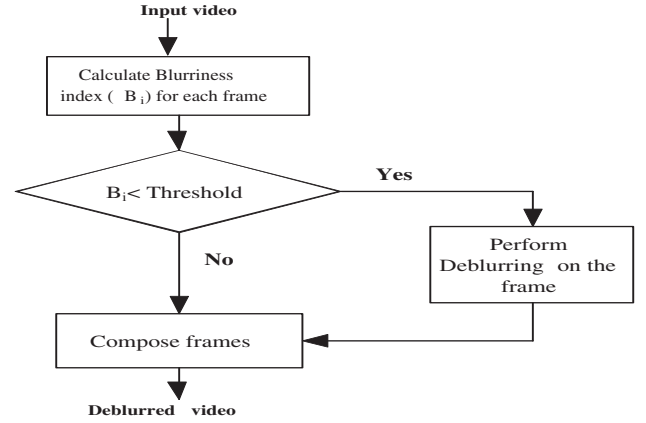 Input video
Calculate Blurriness
index ( B i) for each frame
Bi< Threshold
Yes
No
Perform
Deblurring on the
frame
Compose frames
Deblurred video